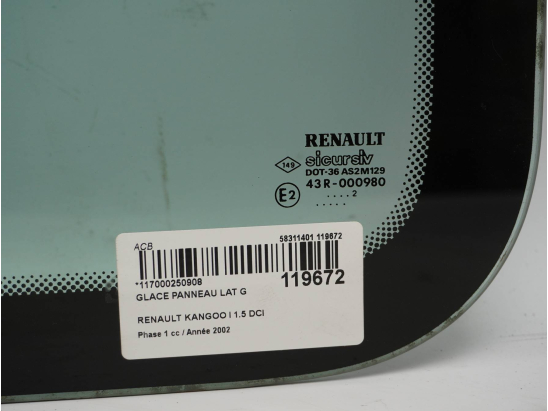 RENAULT
149 sicursiv
DOT-36 AS2M129
E2 43R-000980
....2
.....
ACB
58311401 119672
*117000250908
119672
GLACE PANNEAU LAT G
RENAULT KANGOO I 1.5 DCI
Phase 1 cc / Année 2002